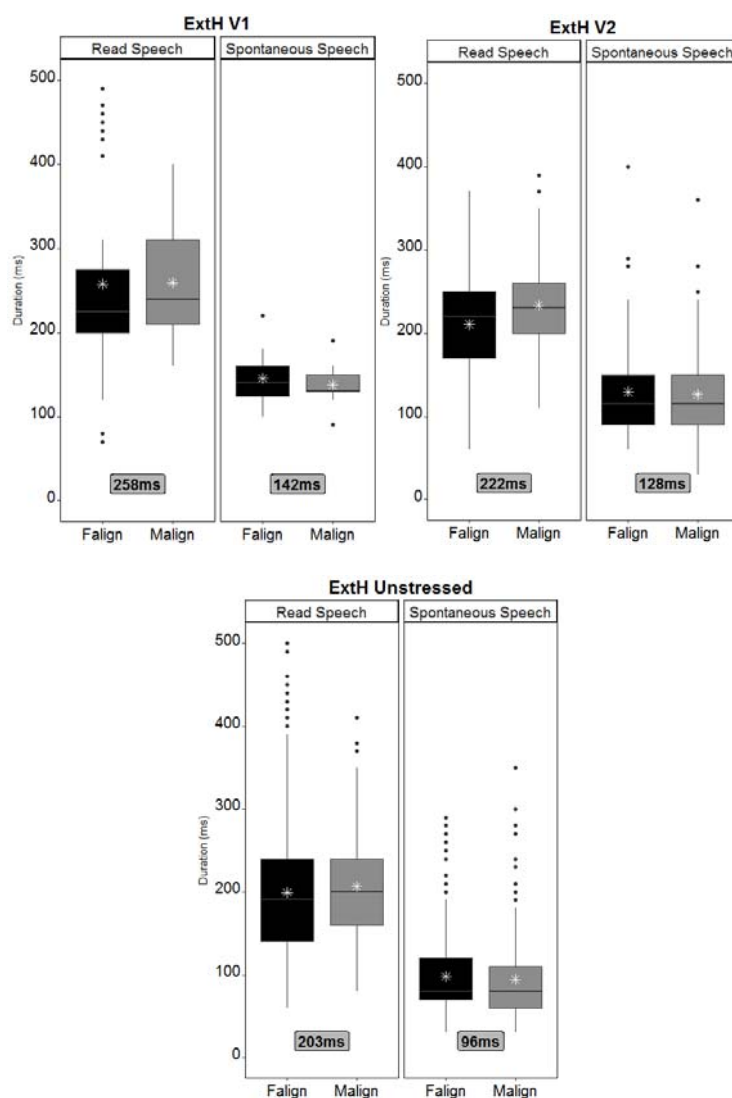 ExtH V1
Read Speech Spontaneous Speech
500
400
300
200
100
0
Duration (ms)
258ms 142ms
Falign Malign Falign Malign
ExtH V2
Read Speech Spontaneous Speech
500
400
300
200
100
0
Duration (ms)
222ms 128ms
Falign Malign Falign Malign
ExtH Unstressed
Read Speech Spontaneous Speech
500
400
300
200
100
0
Duration (ms)
203ms 96ms
Falign Malign Falign Malign